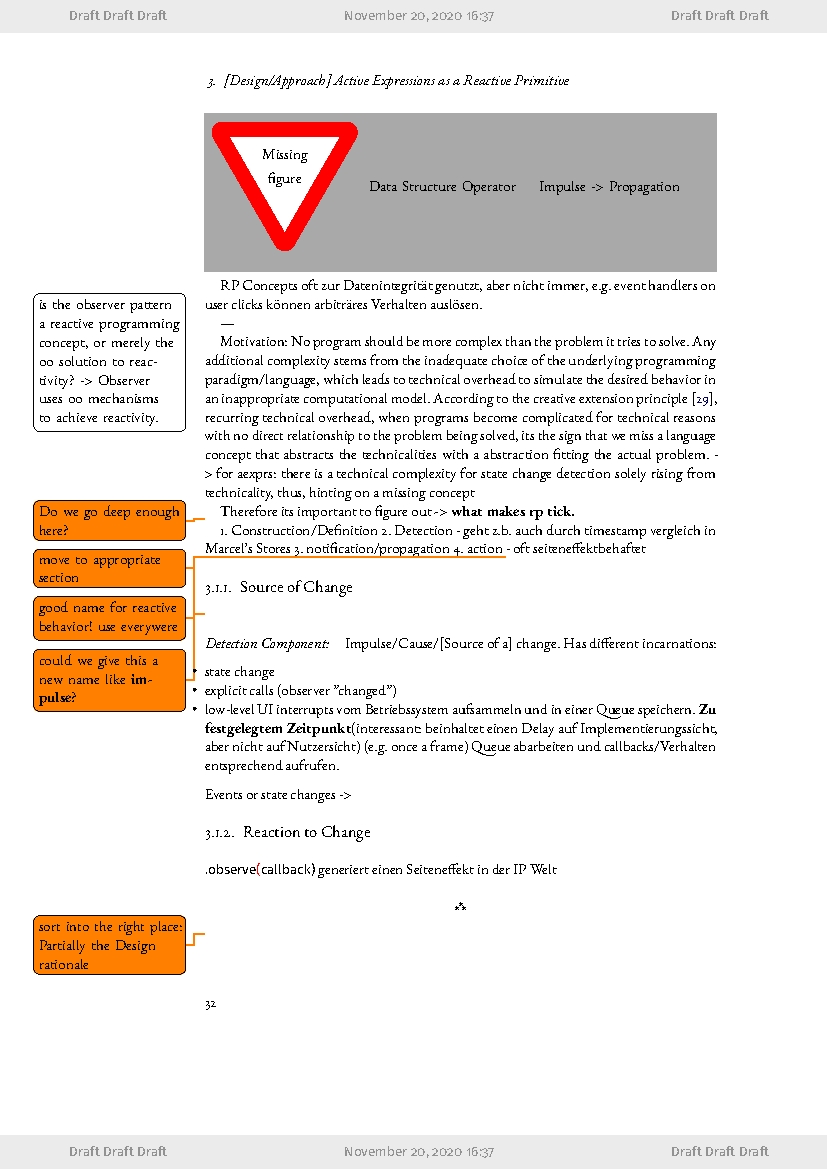 Draft Draft Draft November 20, 2020 16:37 Draft Draft Draft
3. [Design/Approach] Active Expressions as a Reactive Primitive
Missing
figure
Data Structure Operator Impulse -> Propagation
RP Concepts oft zur Datenintegrität genutzt, aber nicht immer, e.g. event handlers on
user clicks können arbiträres Verhalten auslösen.
—
Motivation: No program should be more complex than the problem it tries to solve. Any
additional complexity stems from the inadequate choice of the underlying programming
paradigm/language, which leads to technical overhead to simulate the desired behavior in
an inappropriate computational model. According to the creative extension principle [29],
recurring technical overhead, when programs become complicated for technical reasons
with no direct relationship to the problem being solved, its the sign that we miss a language
concept that abstracts the technicalities with a abstraction fitting the actual problem. -
> for aexprs: there is a technical complexity for state change detection solely rising from
technicality, thus, hinting on a missing concept
Therefore its important to figure out -> what makes rp tick.
1. Construction/Definition 2. Detection - geht z.b. auch durch timestamp vergleich in
Marcel's Stores 3. notification/propagation 4. action - oft seiteneffektbehaftet
is the observer pattern
a reactive programming
concept, or merely the
oo solution to reac-
tivity? -> Observer
uses oo mechanisms
to achieve reactivity.
Do we go deep enough
here?
move to appropriate
section
good name for reactive
behavior! use everywere
could we give this a
new name like im-
pulse?
3.1.1. Source of Change
Detection Component: Impulse/Cause/[Source of a] change. Has different incarnations:
• state change
• explicit calls (observer ”changed”)
• low-level UI interrupts vom Betriebssystem aufsammeln und in einer Queue speichern. Zu
festgelegtem Zeitpunkt(interessant: beinhaltet einen Delay auf Implementierungssicht,
aber nicht auf Nutzersicht) (e.g. once a frame) Queue abarbeiten und callbacks/Verhalten
entsprechend aufrufen.
Events or state changes ->
3.1.2. Reaction to Change
.observe(callback) generiert einen Seiteneffekt in der IP Welt
⁂
sort into the right place:
Partially the Design
rationale
32
Draft Draft Draft November 20, 2020 16:37 Draft Draft Draft